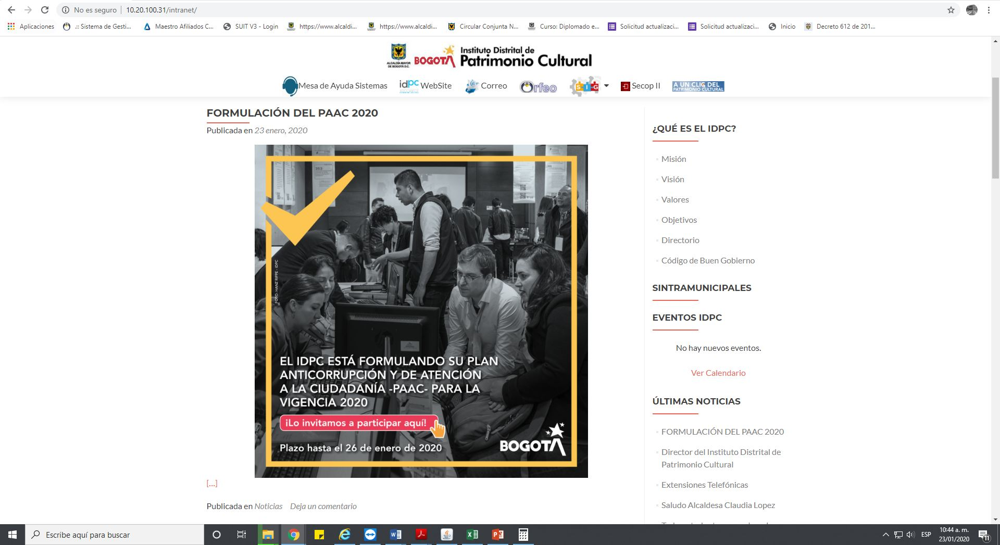 No es seguro | 10.20.100.31/intranet/
Aplicaciones
.:: Sistema de Gesti...
Maestro Afiliados C...
SUIT V3 - Login
https://www.alcaldi...
https://www.alcaldi...
Circular Conjunta N...
Curso: Diplomado e...
Solicitud actualizaci...
Solicitud actualizaci...
Inicio
Decreto 612 de 201...
ALCALDÍA MAYOR
DE BOGOTÁ D.C.
BOGOTÁ
Instituto Distrital de
Patrimonio Cultural
Mesa de Ayuda Sistemas
idpc WebSite
Correo
Orfeo
SIG
Secop II
A UN CLIC DEL
PATRIMONIO CULTURAL
FORMULACIÓN DEL PAAC 2020
Publicada en 23 enero, 2020
353
FOTO: HANZ RIPPE - IDPC
EL IDPC ESTÁ FORMULANDO SU PLAN
ANTICORRUPCIÓN Y DE ATENCIÓN
A LA CIUDADANÍA -PAAC- PARA LA
VIGENCIA 2020
¡Lo invitamos a participar aquí!
Plazo hasta el 26 de enero de 2020
BOGOTÁ
[...]
Publicada en Noticias Deja un comentario
¿QUÉ ES EL IDPC?
Misión
Visión
Valores
Objetivos
Directorio
Código de Buen Gobierno
SINTRAMUNICIPALES
EVENTOS IDPC
No hay nuevos eventos.
Ver Calendario
ÚLTIMAS NOTICIAS
FORMULACIÓN DEL PAAC 2020
Director del Instituto Distrital de
Patrimonio Cultural
Extensiones Telefónicas
Saludo Alcaldesa Claudia Lopez
Escribe aquí para buscar
ESP
10:44 a. m.
23/01/2020
11